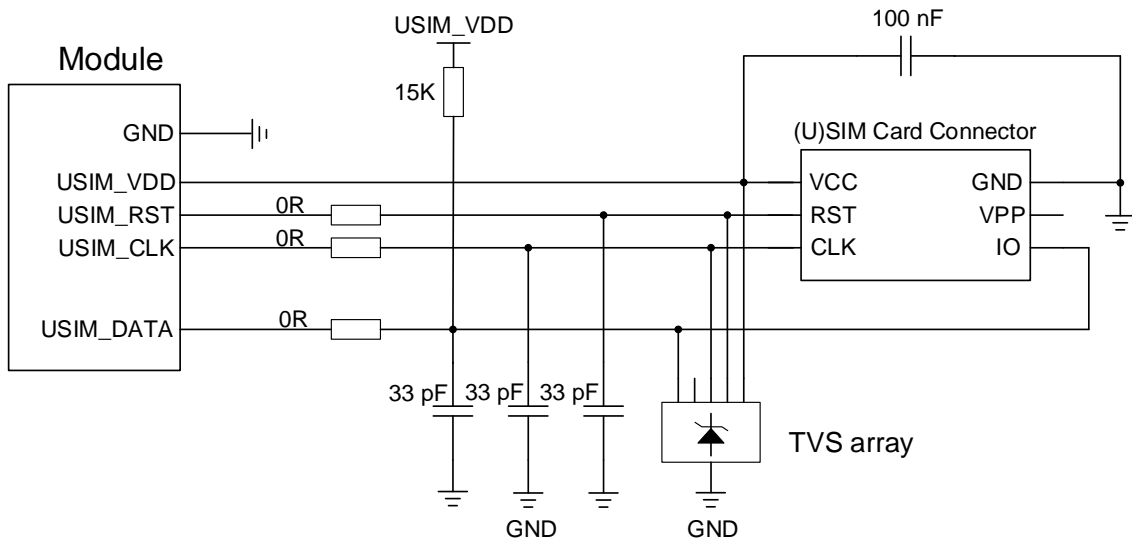 100 nF
USIM_VDD
Module
15K
(U)SIM Card Connector
GND
USIM_VDD
VCC
GND
USIM_RST
0R
RST
VPP
USIM_CLK
0R
CLK
IO
USIM_DATA
0R
33 pF
33 pF
33 pF
TVS array
GND
GND